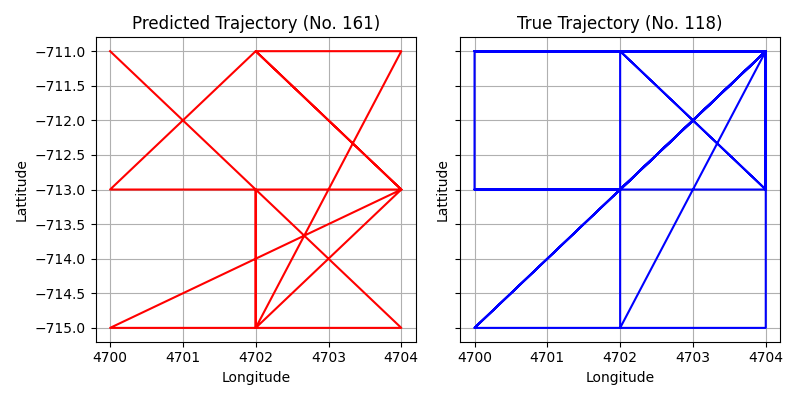 Predicted Trajectory (No. 161)
True Trajectory (No. 118)
−711.0
−711.5
−712.0
−712.5
−713.0
−713.5
−714.0
−714.5
−715.0
Lattitude
Lattitude
4700 4701 4702 4703 4704
4700 4701 4702 4703 4704
Longitude
Longitude